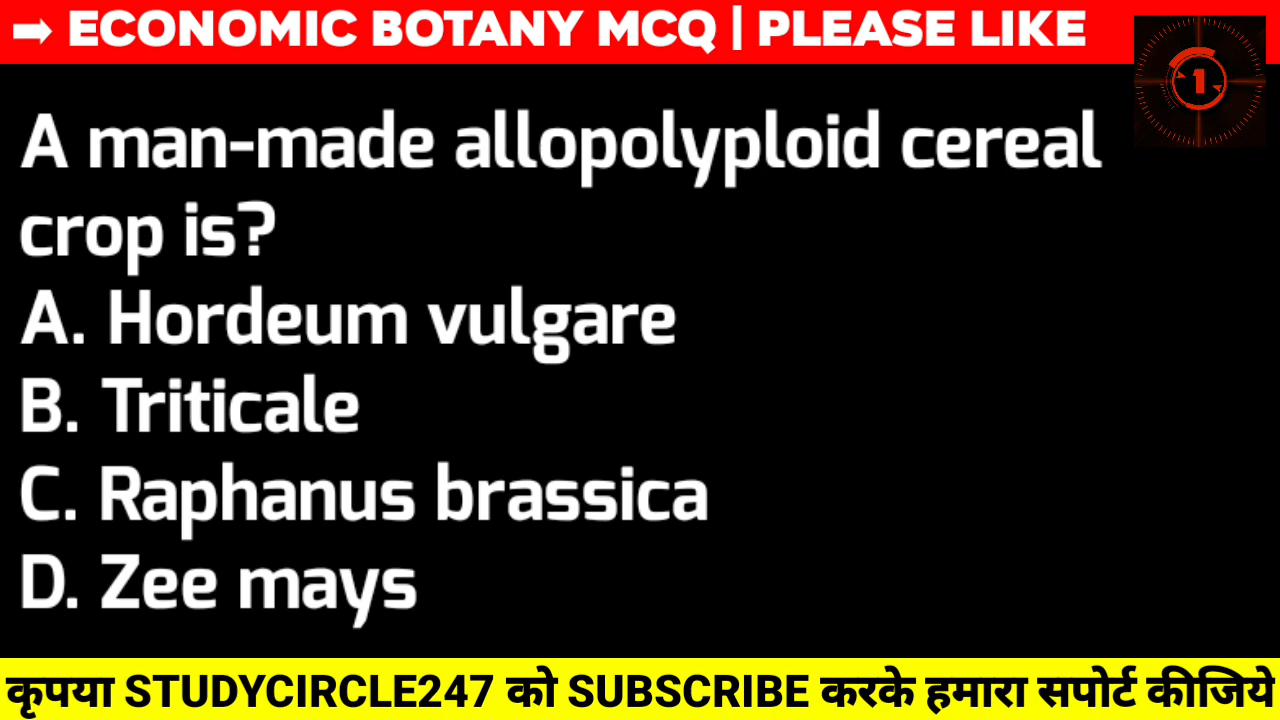 ➡ ECONOMIC BOTANY MCQ | PLEASE LIKE
1
A man-made allopolyploid cereal
crop is?
A. Hordeum vulgare
B. Triticale
C. Raphanus brassica
D. Zee mays
कृपया STUDYCIRCLE247 को SUBSCRIBE करके हमारा सपोर्ट कीजिये